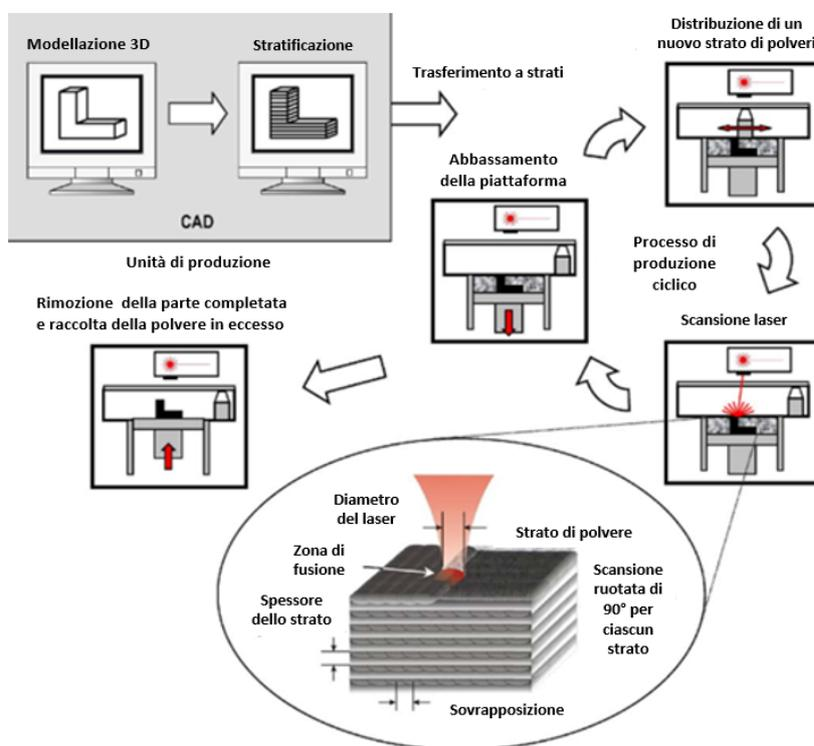 Modellazione 3D
Stratificazione
CAD
Trasferimento a strati
Distribuzione di un
nuovo strato di polveri
Abbassamento
della piattaforma
Processo di
produzione
ciclico
Unità di produzione
Rimozione della parte completata
e raccolta della polvere in eccesso
Scansione laser
Diametro
del laser
Strato di polvere
Zona di
fusione
Scansione
ruotata di
90° per
ciascun
strato
Spessore
dello strato
Sovrapposizione